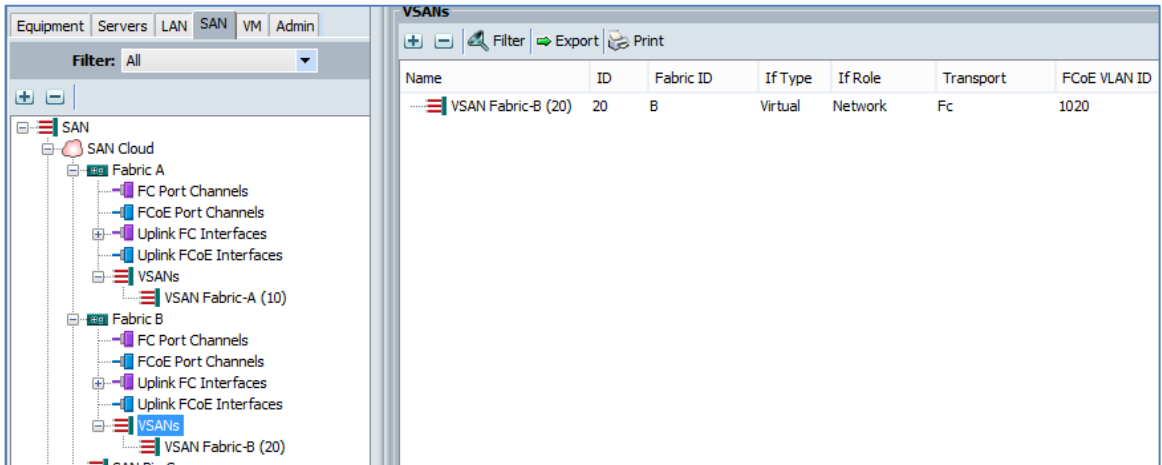 Equipment Servers LAN SAN VM Admin
Filter: All
SAN
SAN Cloud
Fabric A
FC Port Channels
FCoE Port Channels
Uplink FC Interfaces
Uplink FCoE Interfaces
VSANs
VSAN Fabric-A (10)
Fabric B
FC Port Channels
FCoE Port Channels
Uplink FC Interfaces
Uplink FCoE Interfaces
VSANs
VSAN Fabric-B (20)
VSANs
Filter Export Print
Name ID Fabric ID If Type If Role Transport FCoE VLAN ID
VSAN Fabric-B (20) 20 B Virtual Network Fc 1020